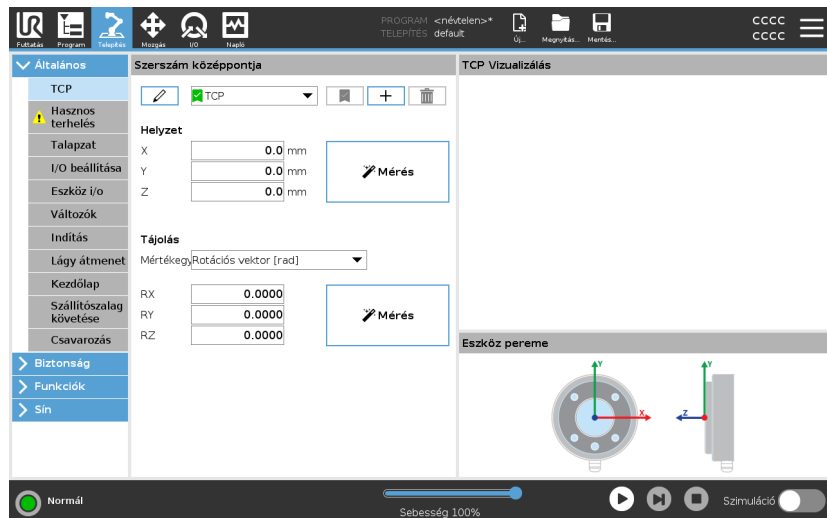 UR
PROGRAM <névtelen>*
TELEPÍTÉS default
CCCC
CCCC
Futtatás Program Telepítés Mozgás I/O Napló
Új... Megnyitás... Mentés...
Általános
TCP
Hasznos
terhelés
Talapzat
I/O beállítása
Eszköz i/o
Változók
Indítás
Lágy átmenet
Kezdőlap
Szállítószalag
követése
Csavarozás
Biztonság
Funkciók
Sín
Szerszám középpontja
TCP
Helyzet
X 0.0 mm
Y 0.0 mm
Z 0.0 mm
Mérés
Tájolás
Mértékegy Rotációs vektor [rad]
RX 0.0000
RY 0.0000
RZ 0.0000
Mérés
TCP Vizualizálás
Eszköz pereme
Y
X
Y
Z
Normál
Sebesség 100%
Szimuláció